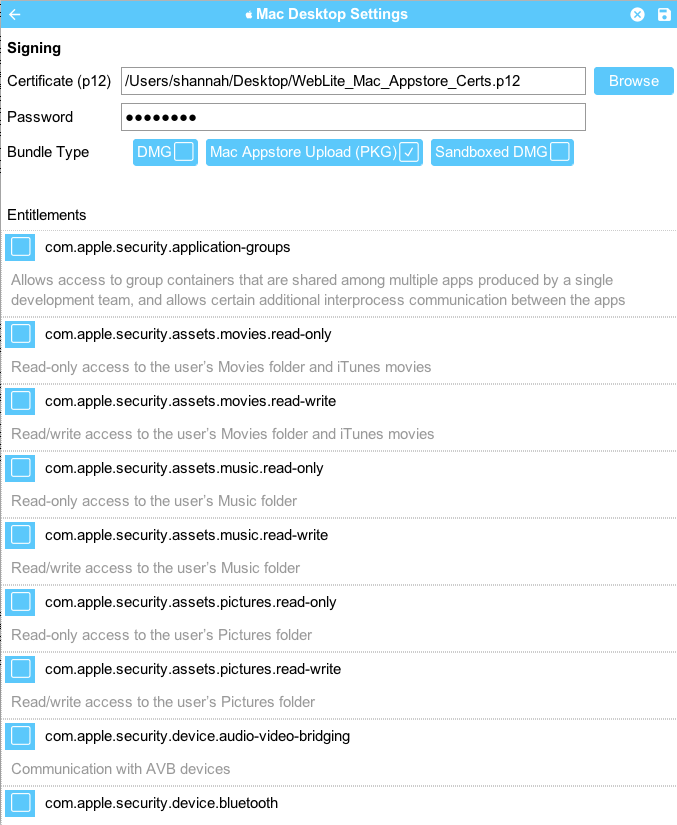 Mac Desktop Settings
Signing
Certificate (p12) /Users/shannah/Desktop/WebLite_Mac_Appstore_Certs.p12 Browse
Password ●●●●●●●●
Bundle Type DMG Mac Appstore Upload (PKG) Sandboxed DMG
Entitlements
com.apple.security.application-groups
Allows access to group containers that are shared among multiple apps produced by a single
development team, and allows certain additional interprocess communication between the apps
com.apple.security.assets.movies.read-only
Read-only access to the user’s Movies folder and iTunes movies
com.apple.security.assets.movies.read-write
Read/write access to the user’s Movies folder and iTunes movies
com.apple.security.assets.music.read-only
Read-only access to the user’s Music folder
com.apple.security.assets.music.read-write
Read/write access to the user’s Music folder
com.apple.security.assets.pictures.read-only
Read-only access to the user’s Pictures folder
com.apple.security.assets.pictures.read-write
Read/write access to the user’s Pictures folder
com.apple.security.device.audio-video-bridging
Communication with AVB devices
com.apple.security.device.bluetooth